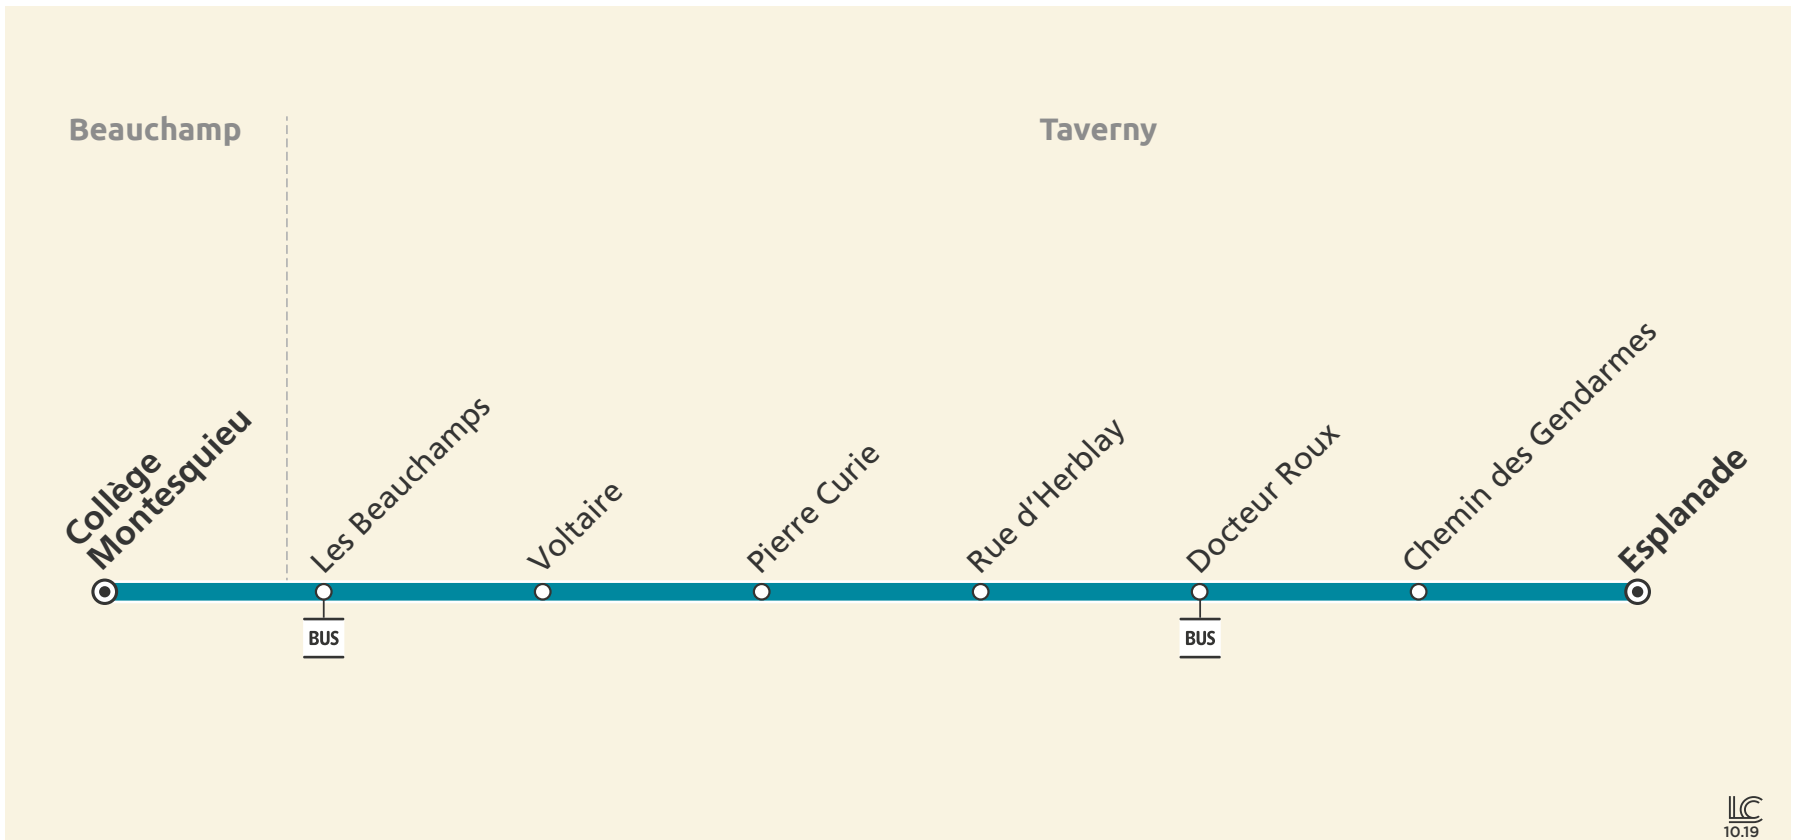 Beauchamp
Taverny
Collège
Montesquieu
Les Beauchamps
Voltaire
Pierre Curie
Rue d’Herblay
Docteur Roux
Chemin des Gendarmes
Esplanade
BUS
BUS
LC
10.19